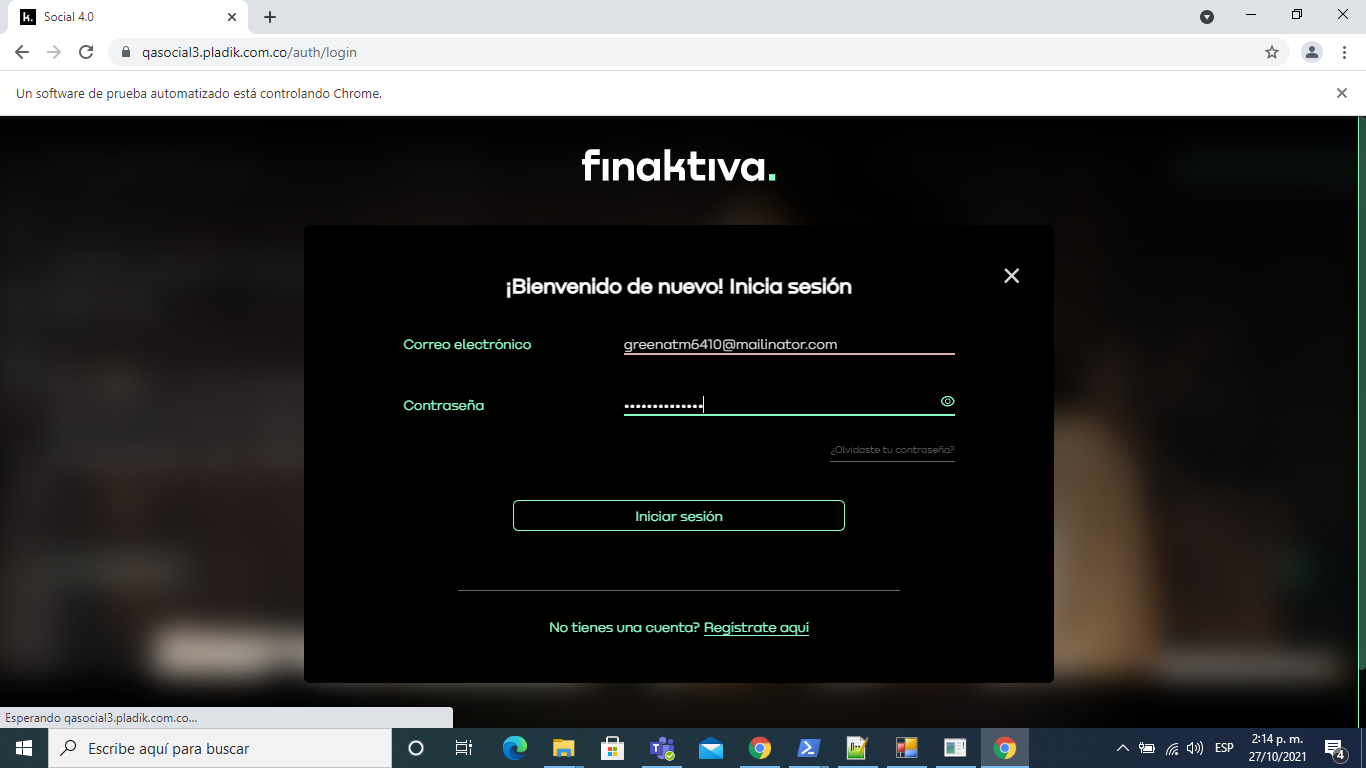 k. Social 4.0
qasocial3.pladik.com.co/auth/login
Un software de prueba automatizado está controlando Chrome.
finaktiva.
¡Bienvenido de nuevo! Inicia sesión
Correo electrónico greenatm6410@mailinator.com
Contraseña ••••••••••••••
¿Olvidaste tu contraseña?
Iniciar sesión
No tienes una cuenta? Regístrate aquí
Esperando qasocial3.pladik.com.co...
Escribe aquí para buscar
ESP
2:14 p. m.
27/10/2021
4